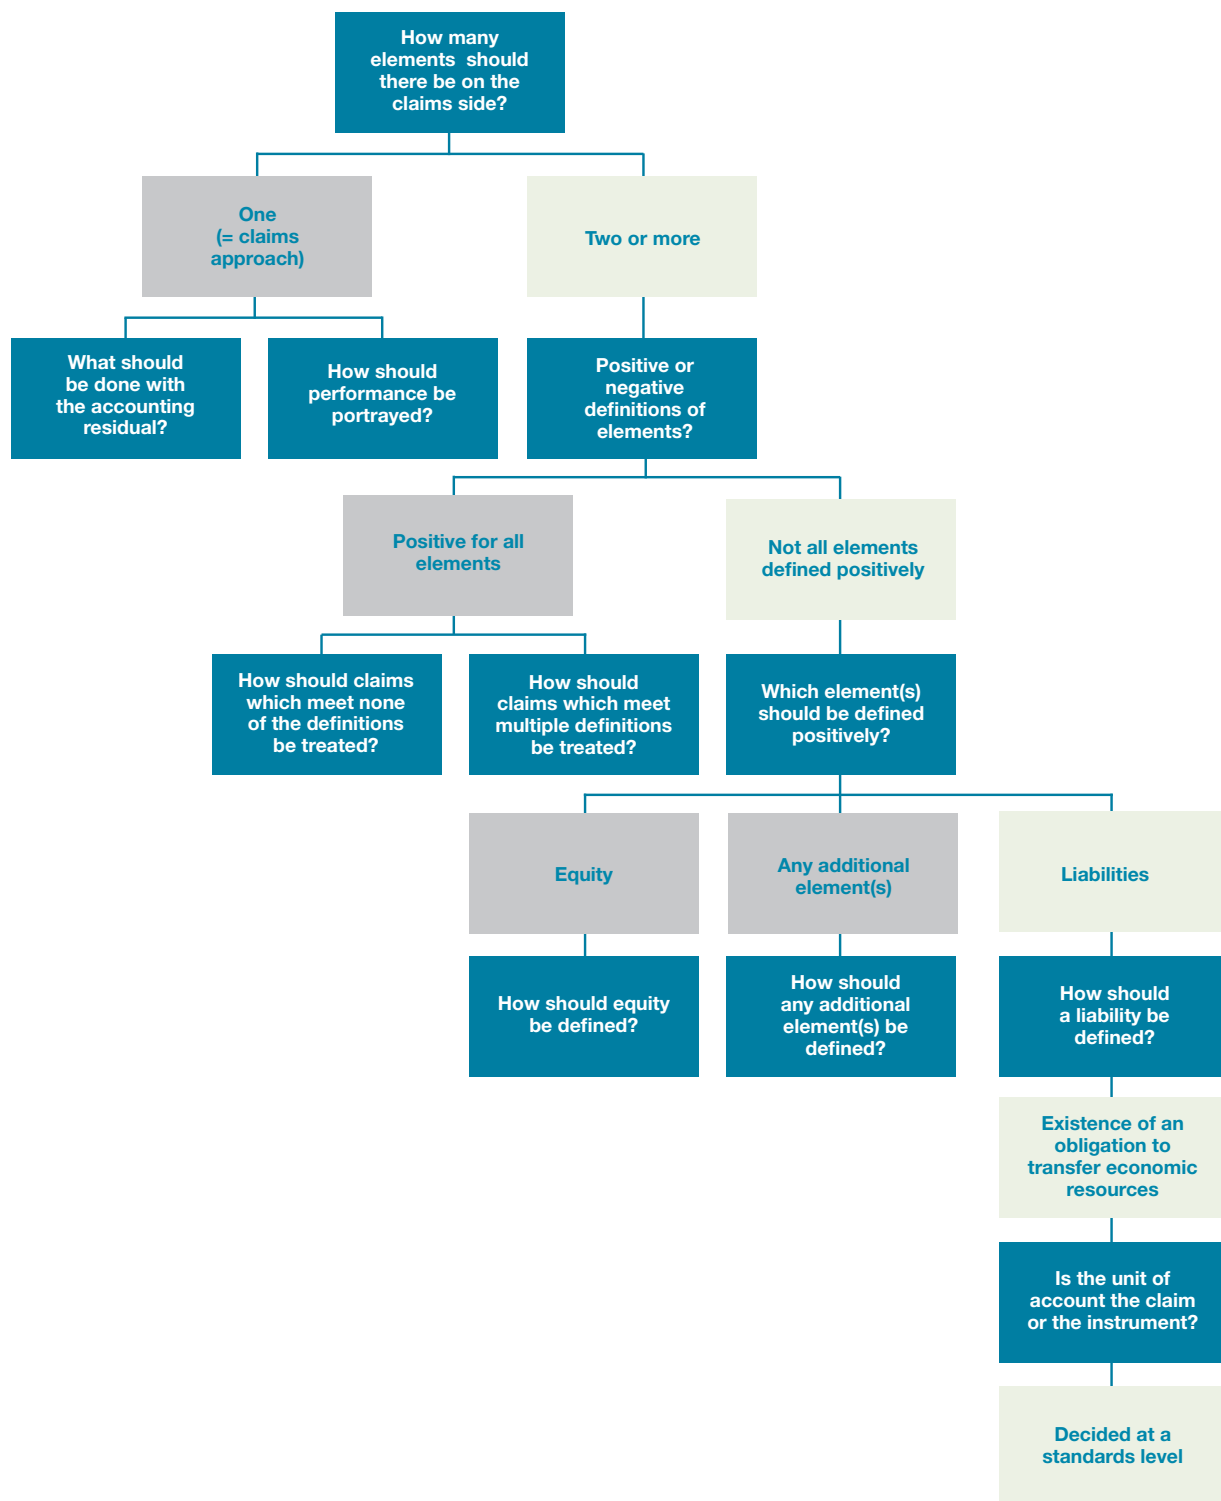 How many
elements should
there be on the
claims side?
One
(= claims
approach)
Two or more
What should
be done with
the accounting
residual?
How should
performance be
portrayed?
Positive or
negative
definitions of
elements?
Positive for all
elements
Not all elements
defined positively
How should claims
which meet none
of the definitions
be treated?
How should
claims which meet
multiple definitions
be treated?
Which element(s)
should be defined
positively?
Equity
Any additional
element(s)
Liabilities
How should equity
be defined?
How should
any additional
element(s) be
defined?
How should
a liability be
defined?
Existence of an
obligation to
transfer economic
resources
Is the unit of
account the claim
or the instrument?
Decided at a
standards level